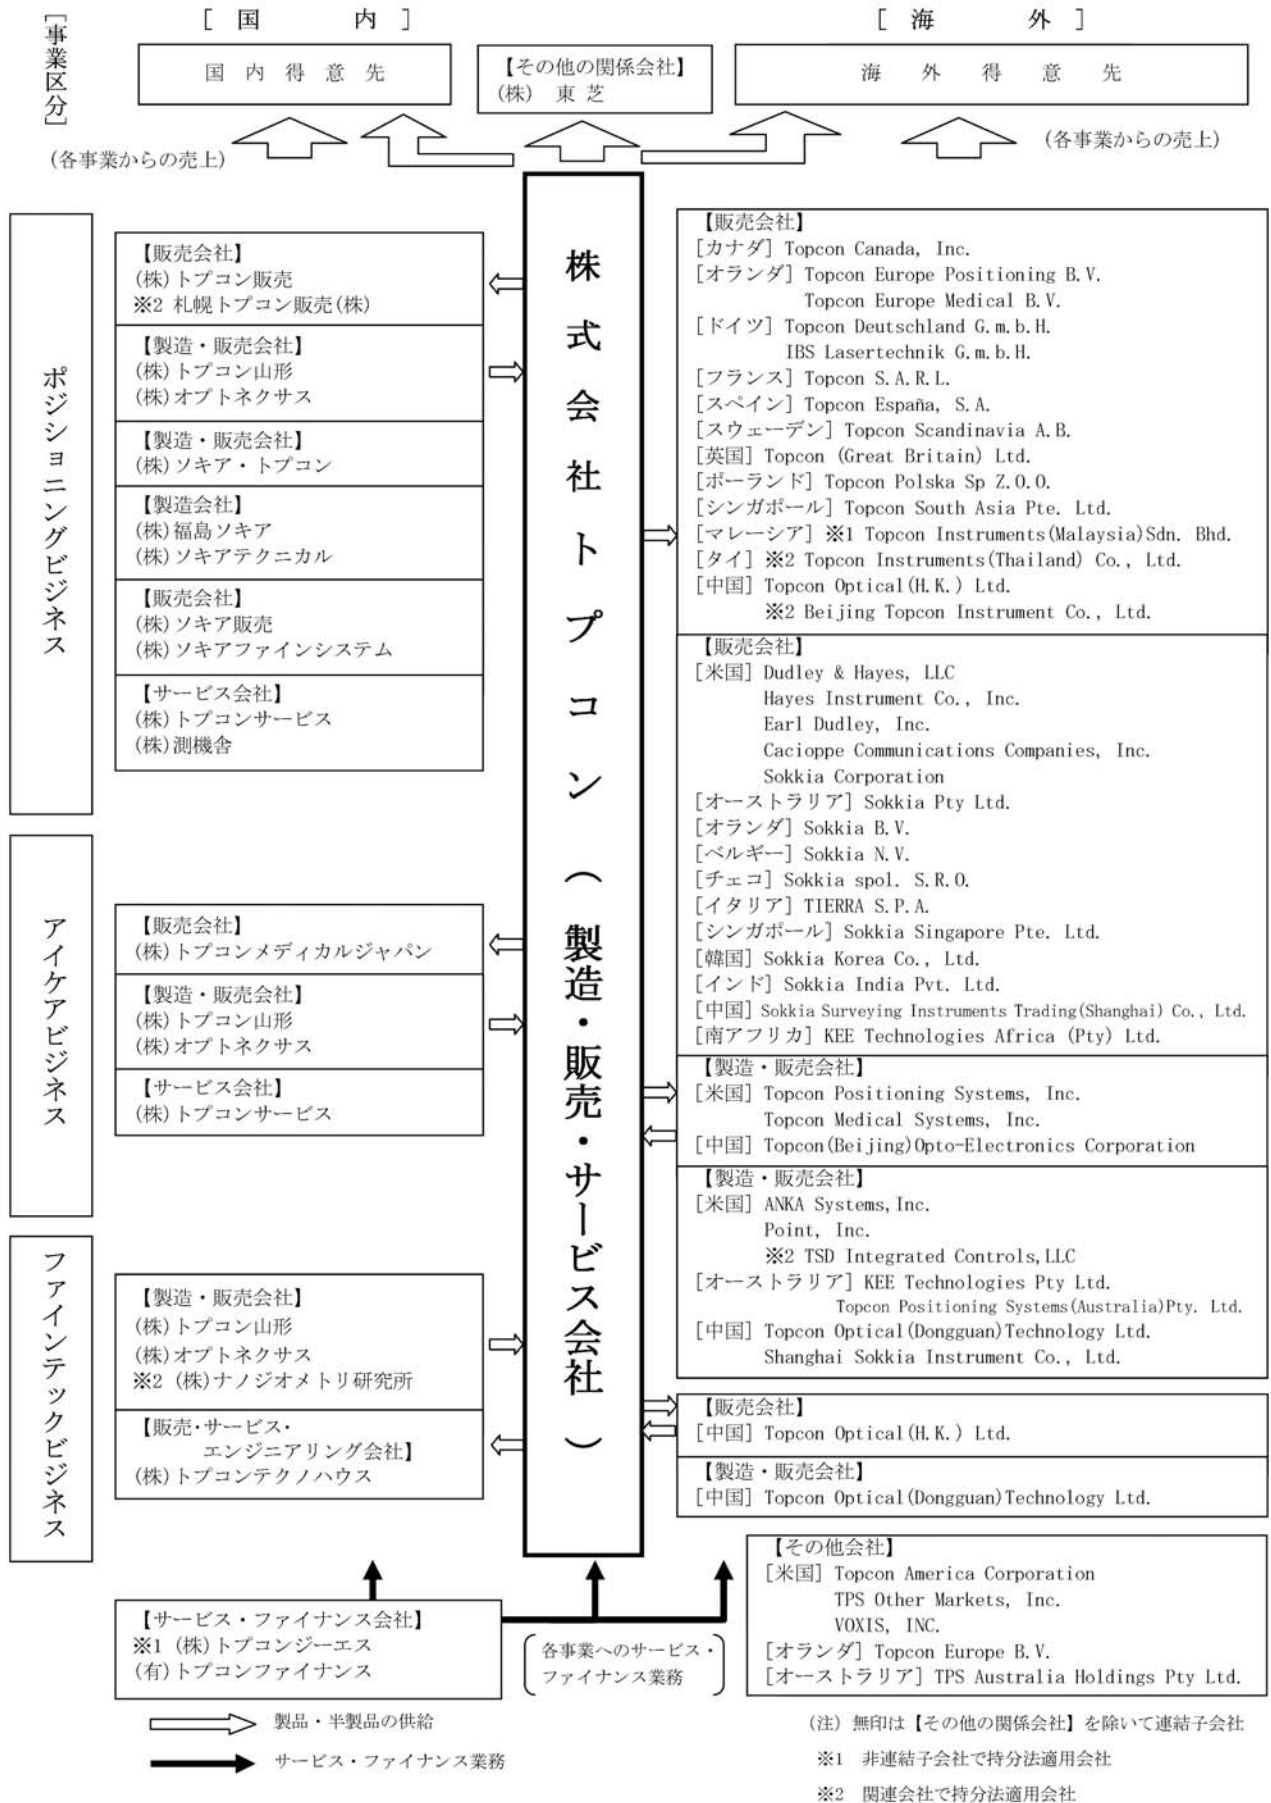 [事業区分]
[ 国 内 ]
[ 海 外 ]
国 内 得 意 先
【その他の関係会社】
(株) 東 芝
海 外 得 意 先
(各事業からの売上)
(各事業からの売上)
ポジショニングビジネス
【販売会社】
(株)トプコン販売
※2 札幌トプコン販売(株)
【製造・販売会社】
(株)トプコン山形
(株)オプトネクサス
【製造・販売会社】
(株)ソキア・トプコン
【製造会社】
(株)福島ソキア
(株)ソキアテクニカル
【販売会社】
(株)ソキア販売
(株)ソキアファインシステム
【サービス会社】
(株)トプコンサービス
(株)測機舎
アイケアビジネス
【販売会社】
(株)トプコンメディカルジャパン
【製造・販売会社】
(株)トプコン山形
(株)オプトネクサス
【サービス会社】
(株)トプコンサービス
ファインテックビジネス
【製造・販売会社】
(株)トプコン山形
(株)オプトネクサス
※2 (株)ナノジオメトリ研究所
【販売・サービス・
エンジニアリング会社】
(株)トプコンテクノハウス
株式会社トプコン(製造・販売・サービス会社)
【販売会社】
[カナダ] Topcon Canada, Inc.
[オランダ] Topcon Europe Positioning B.V.
Topcon Europe Medical B.V.
[ドイツ] Topcon Deutschland G.m.b.H.
IBS Lasertechnik G.m.b.H.
[フランス] Topcon S.A.R.L.
[スペイン] Topcon España, S.A.
[スウェーデン] Topcon Scandinavia A.B.
[英国] Topcon (Great Britain) Ltd.
[ポーランド] Topcon Polska Sp Z.O.O.
[シンガポール] Topcon South Asia Pte. Ltd.
[マレーシア] ※1 Topcon Instruments(Malaysia)Sdn. Bhd.
[タイ] ※2 Topcon Instruments(Thailand) Co., Ltd.
[中国] Topcon Optical(H.K.) Ltd.
※2 Beijing Topcon Instrument Co., Ltd.
【販売会社】
[米国] Dudley & Hayes, LLC
Hayes Instrument Co., Inc.
Earl Dudley, Inc.
Cacioppe Communications Companies, Inc.
Sokkia Corporation
[オーストラリア] Sokkia Pty Ltd.
[オランダ] Sokkia B.V.
[ベルギー] Sokkia N.V.
[チェコ] Sokkia spol. S.R.O.
[イタリア] TIERRA S.P.A.
[シンガポール] Sokkia Singapore Pte. Ltd.
[韓国] Sokkia Korea Co., Ltd.
[インド] Sokkia India Pvt. Ltd.
[中国] Sokkia Surveying Instruments Trading(Shanghai) Co., Ltd.
[南アフリカ] KEE Technologies Africa (Pty) Ltd.
【製造・販売会社】
[米国] Topcon Positioning Systems, Inc.
Topcon Medical Systems, Inc.
[中国] Topcon(Beijing)Opto-Electronics Corporation
【製造・販売会社】
[米国] ANKA Systems,Inc.
Point, Inc.
※2 TSD Integrated Controls,LLC
[オーストラリア] KEE Technologies Pty Ltd.
Topcon Positioning Systems(Australia)Pty. Ltd.
[中国] Topcon Optical(Dongguan)Technology Ltd.
Shanghai Sokkia Instrument Co., Ltd.
【販売会社】
[中国] Topcon Optical(H.K.) Ltd.
【製造・販売会社】
[中国] Topcon Optical(Dongguan)Technology Ltd.
【その他会社】
[米国] Topcon America Corporation
TPS Other Markets, Inc.
VOXIS, INC.
[オランダ] Topcon Europe B.V.
[オーストラリア] TPS Australia Holdings Pty Ltd.
【サービス・ファイナンス会社】
※1 (株)トプコンジーエス
(有)トプコンファイナンス
(各事業へのサービス・
ファイナンス業務)
製品・半製品の供給
サービス・ファイナンス業務
(注) 無印は【その他の関係会社】を除いて連結子会社
※1 非連結子会社で持分法適用会社
※2 関連会社で持分法適用会社